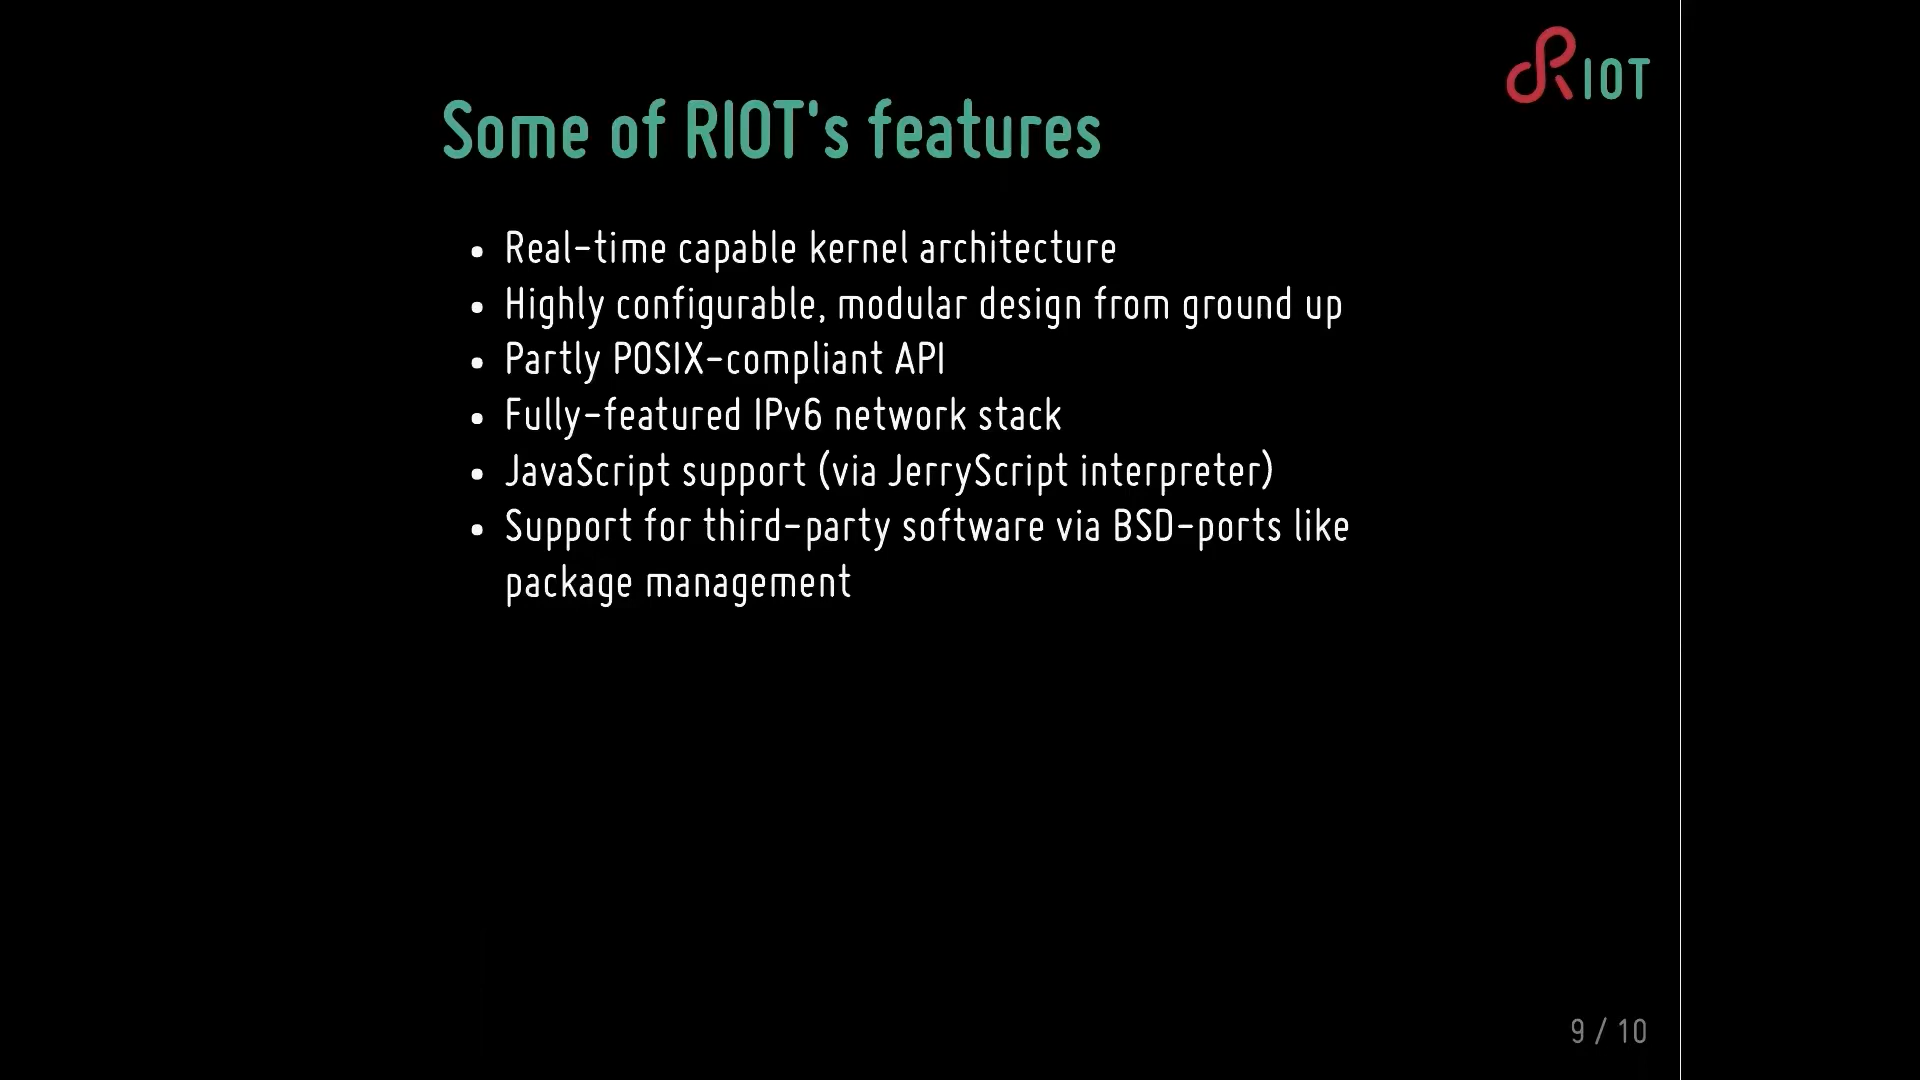 RIOT
Some of RIOT's features
• Real-time capable kernel architecture
• Highly configurable, modular design from ground up
• Partly POSIX-compliant API
• Fully-featured IPv6 network stack
• JavaScript support (via JerryScript interpreter)
• Support for third-party software via BSD-ports like
package management
9 / 10